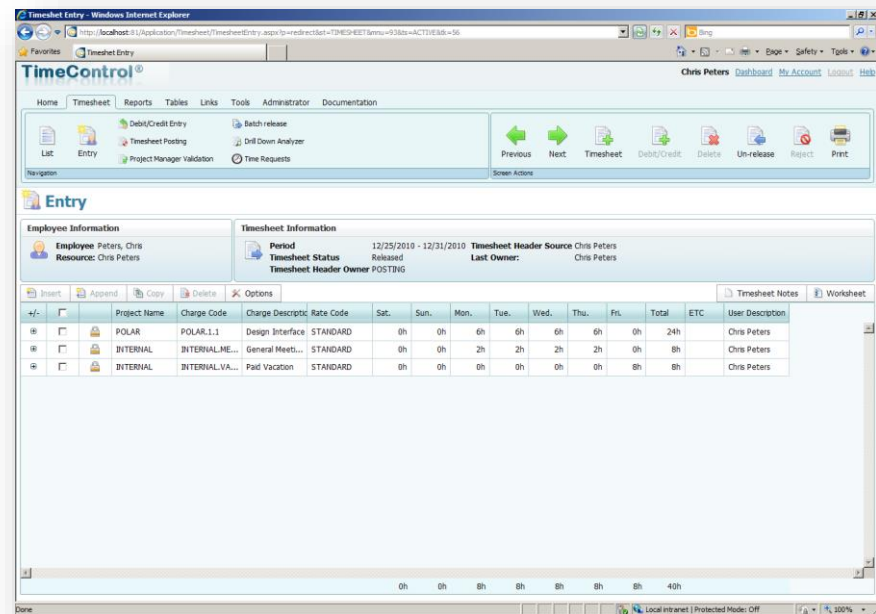 Timeshet Entry - Windows Internet Explorer
http://localhost:81/Application/Timesheet/TimesheetEntry.aspx?p=redirect&st=TIMESHEET&mnu=93&ts=ACTIVE&dk=56
Bing
Favorites Timeshet Entry
Page Safety Tools
TimeControl®
Chris Peters Dashboard My Account Logout Help
Home Timesheet Reports Tables Links Tools Administrator Documentation
List Entry
Debit/Credit Entry Batch release
Timesheet Posting Drill Down Analyzer
Project Manager Validation Time Requests
Previous Next Timesheet Debit/Credit Delete Un-release Reject Print
Navigation Screen Actions
Entry
Employee Information Timesheet Information
Employee Peters, Chris Period 12/25/2010 - 12/31/2010 Timesheet Header Source Chris Peters
Resource: Chris Peters Timesheet Status Released Last Owner: Chris Peters
Timesheet Header Owner POSTING
Insert Append Copy Delete Options Timesheet Notes Worksheet
+/- Project Name Charge Code Charge Descriptic Rate Code Sat. Sun. Mon. Tue. Wed. Thu. Fri. Total ETC User Description
POLAR POLAR.1.1 Design Interface STANDARD 0h 0h 6h 6h 6h 6h 0h 24h Chris Peters
INTERNAL INTERNAL.ME... General Meeti... STANDARD 0h 0h 2h 2h 2h 2h 0h 8h Chris Peters
INTERNAL INTERNAL.VA... Paid Vacation STANDARD 0h 0h 0h 0h 0h 0h 8h 8h Chris Peters
0h 0h 8h 8h 8h 8h 8h 40h
Done Local intranet | Protected Mode: Off 100%